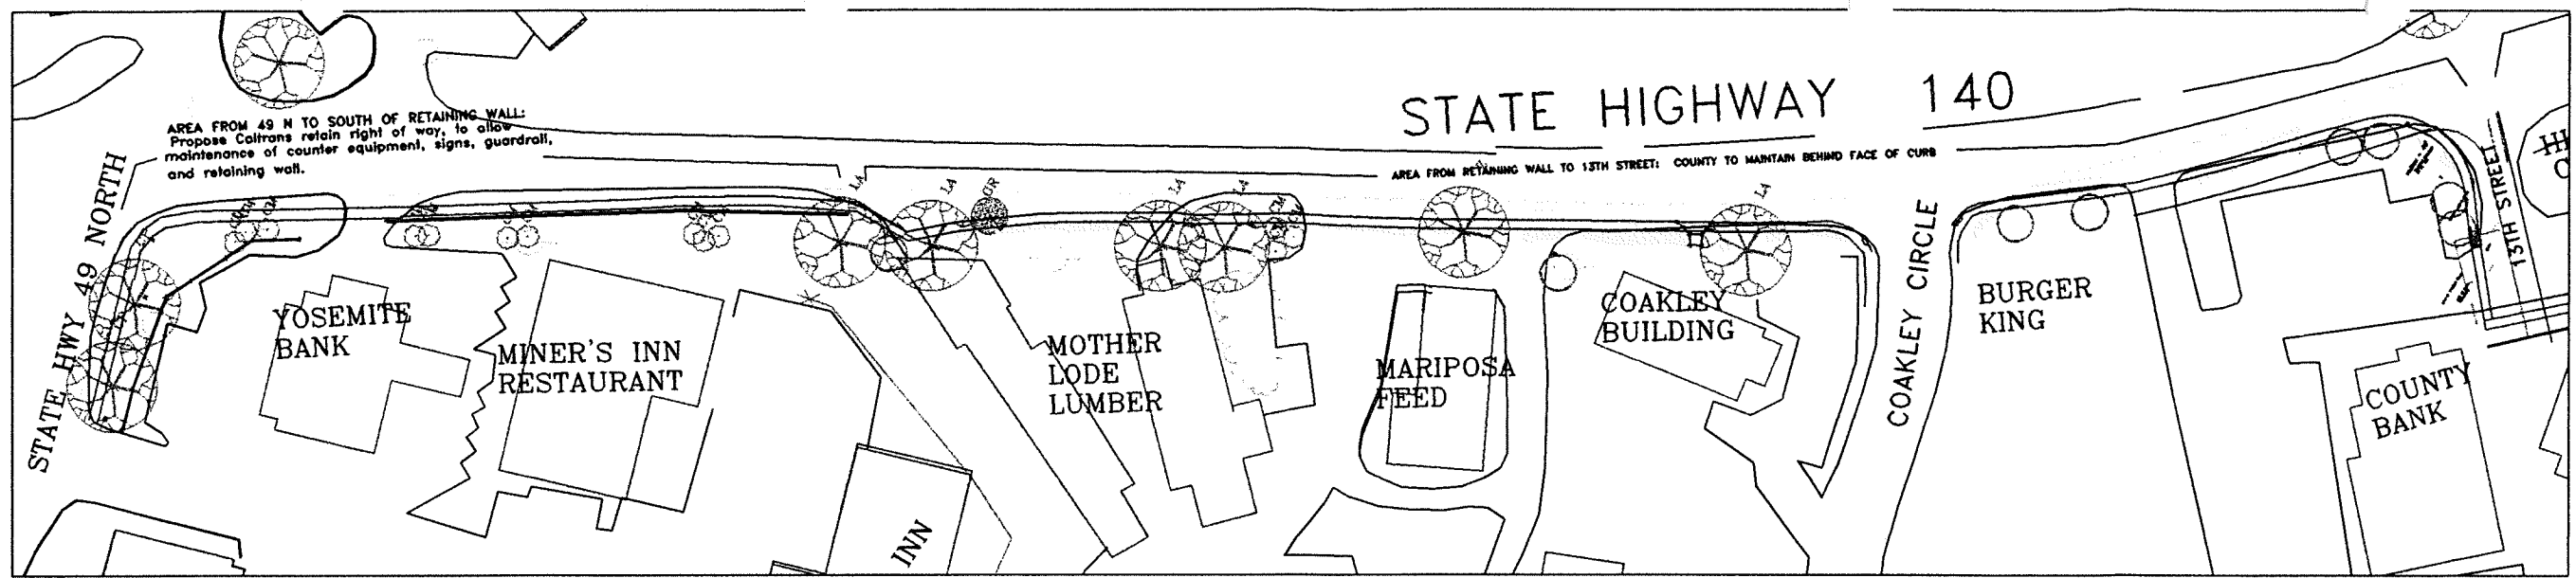 STATE HIGHWAY 140
AREA FROM 49 N TO SOUTH OF RETAINING WALL:
Propose Caltrans retain right of way, to allow
maintenance of counter equipment, signs, guardrail,
and retaining wall.
AREA FROM RETAINING WALL TO 13TH STREET: COUNTY TO MAINTAIN BEHIND FACE OF CURB
STATE HWY 49 NORTH
LA
LA
GR
LA
LA
LA
YOSEMITE
BANK
MINER'S INN
RESTAURANT
INN
MOTHER
LODE
LUMBER
MARIPOSA
FEED
COAKLEY
BUILDING
COAKLEY CIRCLE
BURGER
KING
13TH STREET
COUNTY
BANK